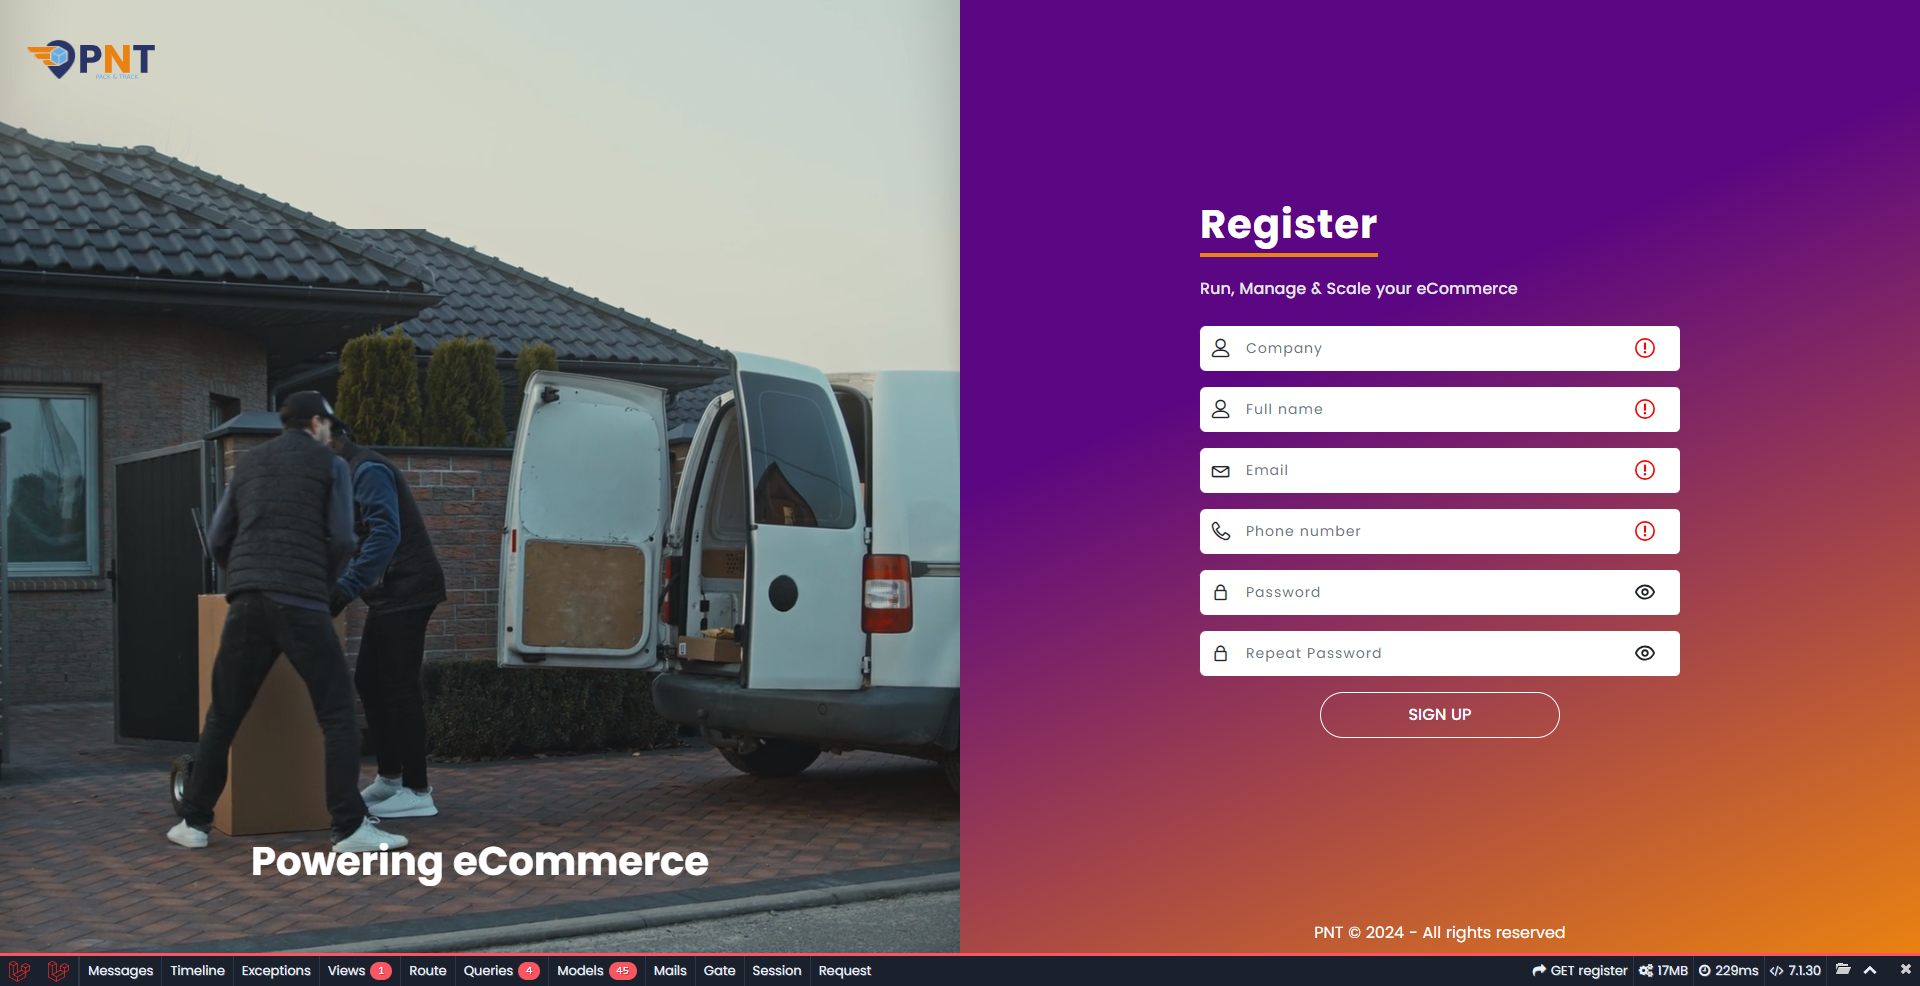 PNT
PACK & TRACK
Powering eCommerce
Register
Run, Manage & Scale your eCommerce
Company
Full name
Email
Phone number
Password
Repeat Password
SIGN UP
PNT © 2024 - All rights reserved
Messages Timeline Exceptions Views 1 Route Queries 4 Models 45 Mails Gate Session Request GET register 17MB 229ms 7.1.30